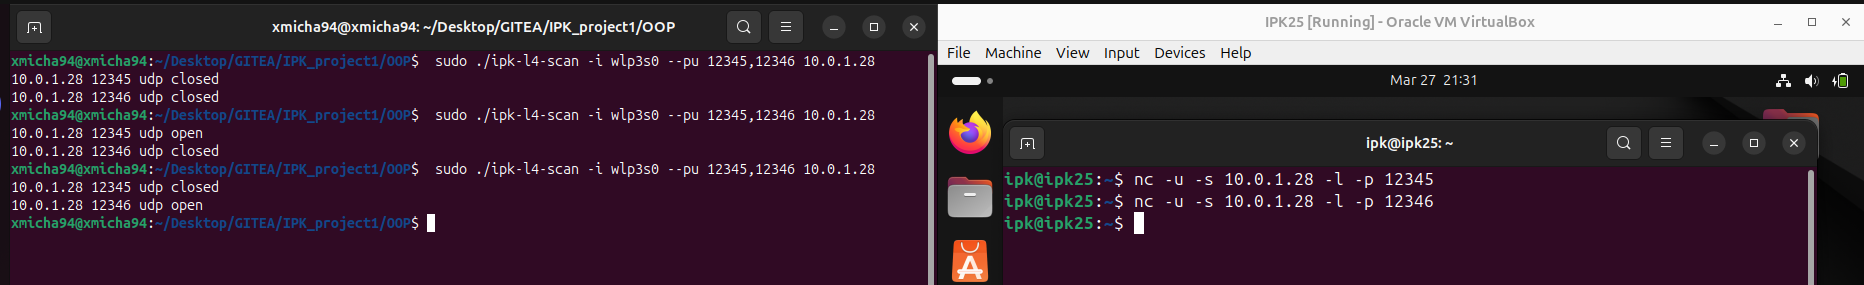 xmicha94@xmicha94: ~/Desktop/GITEA/IPK_project1/OOP
xmicha94@xmicha94:~/Desktop/GITEA/IPK_project1/OOP$  sudo ./ipk-l4-scan -i wlp3s0 --pu 12345,12346 10.0.1.28
10.0.1.28 12345 udp closed
10.0.1.28 12346 udp closed
xmicha94@xmicha94:~/Desktop/GITEA/IPK_project1/OOP$  sudo ./ipk-l4-scan -i wlp3s0 --pu 12345,12346 10.0.1.28
10.0.1.28 12345 udp open
10.0.1.28 12346 udp closed
xmicha94@xmicha94:~/Desktop/GITEA/IPK_project1/OOP$  sudo ./ipk-l4-scan -i wlp3s0 --pu 12345,12346 10.0.1.28
10.0.1.28 12345 udp closed
10.0.1.28 12346 udp open
xmicha94@xmicha94:~/Desktop/GITEA/IPK_project1/OOP$
IPK25 [Running] - Oracle VM VirtualBox
File Machine View Input Devices Help
Mar 27 21:31
ipk@ipk25: ~
ipk@ipk25:~$ nc -u -s 10.0.1.28 -l -p 12345
ipk@ipk25:~$ nc -u -s 10.0.1.28 -l -p 12346
ipk@ipk25:~$